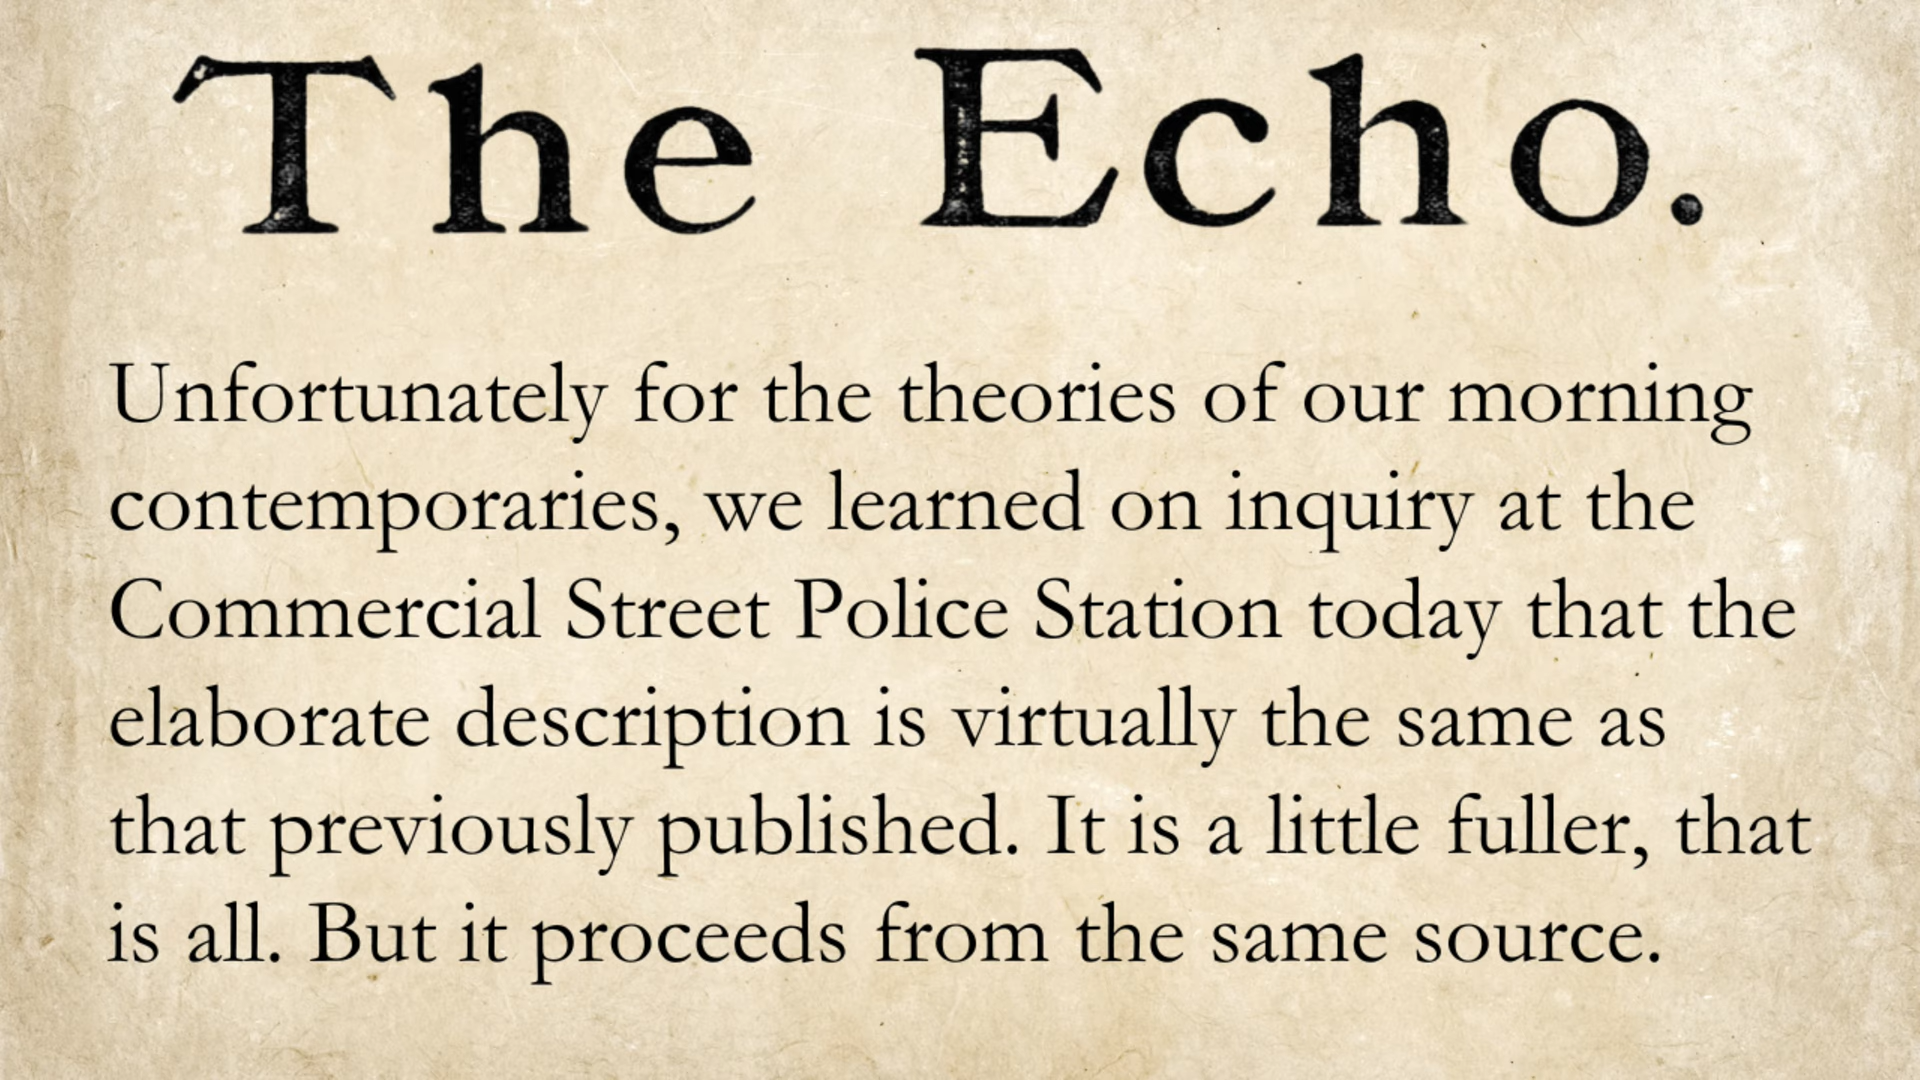 The Echo.
Unfortunately for the theories of our morning
contemporaries, we learned on inquiry at the
Commercial Street Police Station today that the
elaborate description is virtually the same as
that previously published. It is a little fuller, that
is all. But it proceeds from the same source.